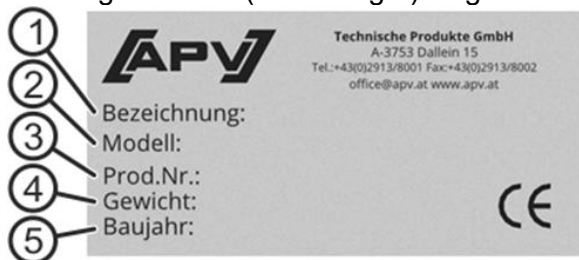 1
2
3
4
5
APV
Technische Produkte GmbH
A-3753 Dallein 15
Tel.:+43(0)2913/8001 Fax:+43(0)2913/8002
office@apv.at www.apv.at
Bezeichnung:
Modell:
Prod.Nr.:
Gewicht:
Baujahr:
CE